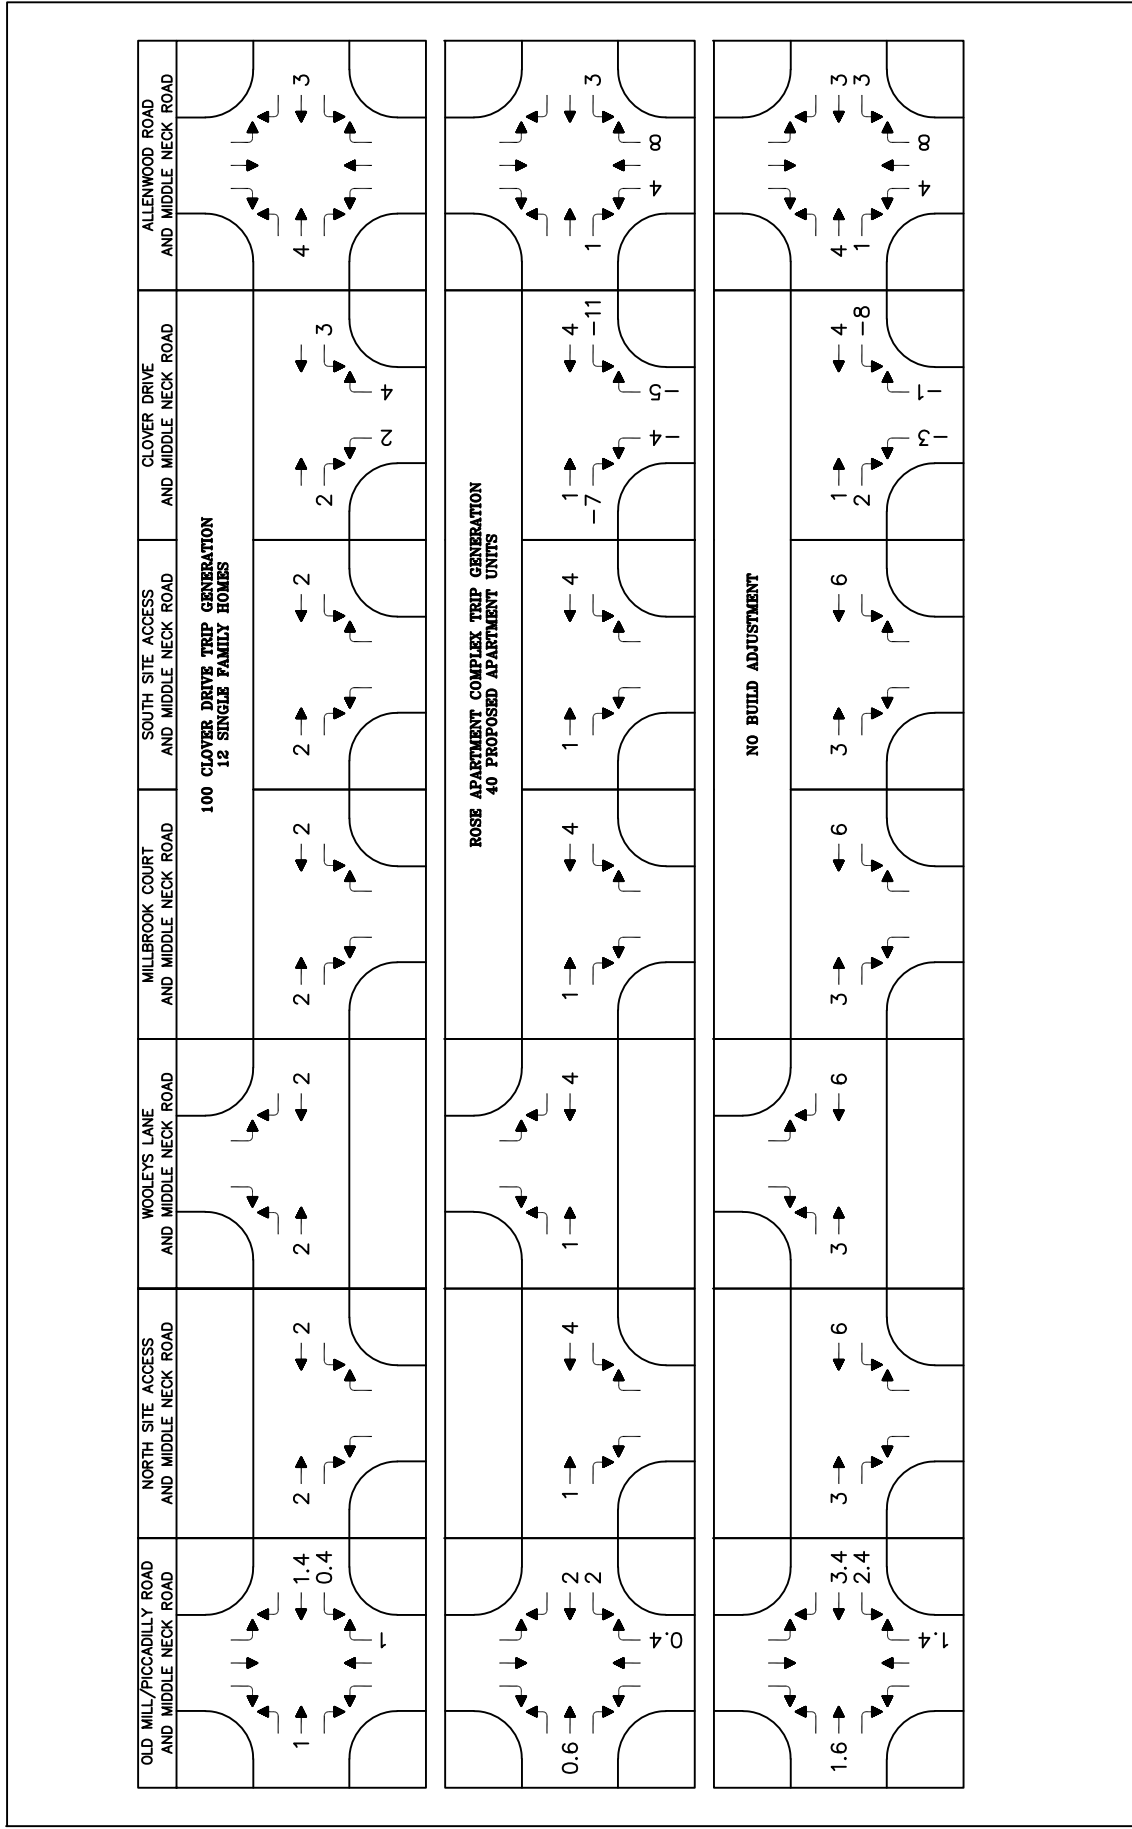 OLD MILL/PICCADILLY ROAD
AND MIDDLE NECK ROAD
NORTH SITE ACCESS
AND MIDDLE NECK ROAD
WOOLEYS LANE
AND MIDDLE NECK ROAD
MILLBROOK COURT
AND MIDDLE NECK ROAD
SOUTH SITE ACCESS
AND MIDDLE NECK ROAD
CLOVER DRIVE
AND MIDDLE NECK ROAD
ALLENWOOD ROAD
AND MIDDLE NECK ROAD
100 CLOVER DRIVE TRIP GENERATION
12 SINGLE FAMILY HOMES
1 1.4
0.4
1
2 2
2 2
2 2
2 2
2 3
2 4
4 3
ROSE APARTMENT COMPLEX TRIP GENERATION
40 PROPOSED APARTMENT UNITS
0.6 2
2
0.4
1 4
1 4
1 4
1 4
1 4
-7 -11
-4 -5
1 3
4 8
NO BUILD ADJUSTMENT
1.6 3.4
2.4
1.4
3 6
3 6
3 6
3 6
1 4
2 -8
-3 -1
4 3
1 3
4 8